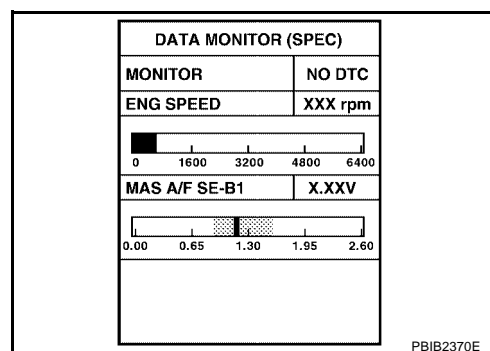 DATA MONITOR (SPEC)
MONITOR NO DTC
ENG SPEED XXX rpm
0 1600 3200 4800 6400
MAS A/F SE-B1 X.XXV
0.00 0.65 1.30 1.95 2.60
PBIB2370E